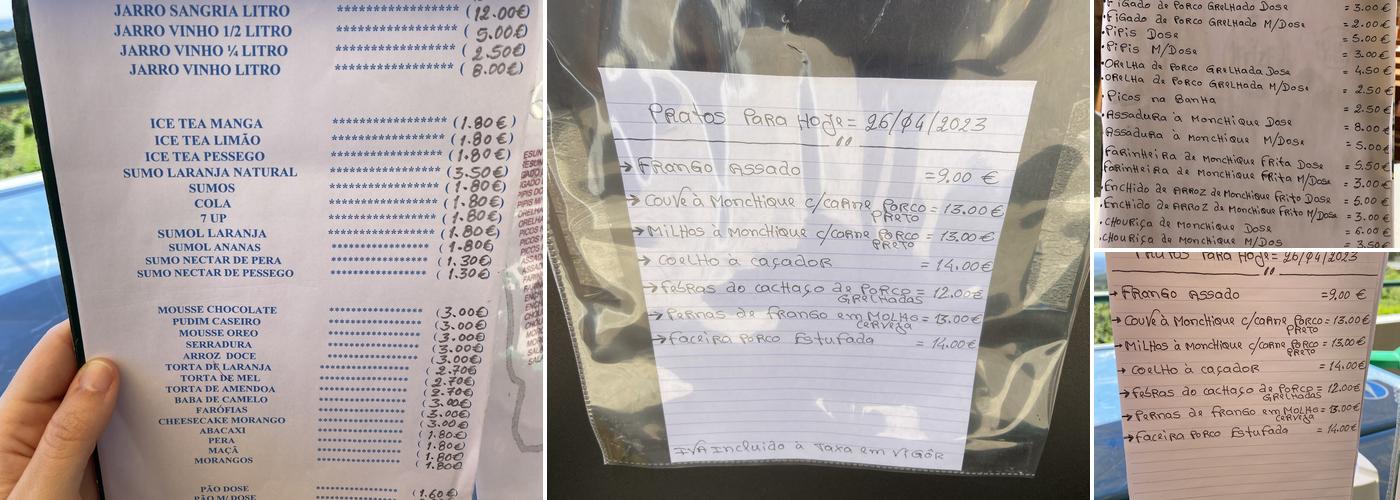 JARRO SANGRIA LITRO ******************** (12.00€)
JARRO VINHO 1/2 LITRO ******************** (5.00€)
JARRO VINHO ¼ LITRO ******************** (2.50€)
JARRO VINHO LITRO ******************** (8.00€)
ICE TEA MANGA ******************** (1.80€)
ICE TEA LIMÃO ******************** (1.80€)
ICE TEA PESSEGO ******************** (1.80€)
SUMO LARANJA NATURAL ******************** (3.50€)
SUMOS ******************** (1.80€)
COLA ******************** (1.80€)
7 UP ******************** (1.80€)
SUMOL LARANJA ******************** (1.80€)
SUMOL ANANAS ******************** (1.80€)
SUMO NECTAR DE PERA ******************** (1.30€)
SUMO NECTAR DE PESSEGO ******************** (1.30€)
MOUSSE CHOCOLATE ******************** (3.00€)
PUDIM CASEIRO ******************** (3.00€)
MOUSSE OREO ******************** (3.00€)
SERRADURA ******************** (3.00€)
ARROZ DOCE ******************** (3.00€)
TORTA DE LARANJA ******************** (2.70€)
TORTA DE MEL ******************** (2.70€)
TORTA DE AMENDOA ******************** (2.70€)
BABA DE CAMELO ******************** (3.00€)
FARÓFIAS ******************** (3.00€)
CHEESECAKE MORANGO ******************** (3.00€)
ABACAXI ******************** (1.80€)
PERA ******************** (1.80€)
MAÇÃ ******************** (1.80€)
MORANGOS ******************** (1.80€)
PÃO DOSE ******************** (1.60€)
PÃO M/ DOSE
Pratos Para Hoje = 26/04/2023
→ Frango Assado = 9.00 €
→ Couve à Monchique c/carne Porco Preto = 13.00€
→ Milhos à Monchique c/carne Porco Preto = 13.00€
→ Coelho à caçador = 14.00€
→ Febras do cachaço de Porco Grelhadas = 12.00€
→ Pernas de frango em Molho cerveja = 13.00€
→ Faceira Porco Estufada = 14.00€
IVA Incluido à Taxa em Vigôr
Figado de Porco Grelhado Dose = 3.00 €
Figado de Porco Grelhado M/Dose = 2.00 €
Pipis Dose = 5.00 €
Pipis M/Dose = 3.00 €
Orelha de Porco Grelhada Dose = 4.50 €
Orelha de Porco Grelhada M/Dose = 2.50 €
Picos na Banha = 2.50 €
Assadura à Monchique Dose = 8.00 €
Assadura à Monchique M/Dose = 5.00 €
Farinheira de Monchique Frita Dose = 5.50€
Farinheira de Monchique Frita M/Dose = 3.00€
Enchido de Arroz de Monchique Frito Dose = 5.00€
Enchido de Arroz de Monchique Frito M/Dose = 3.00 €
Chouriça de Monchique Dose = 6.00 €
Chouriça de Monchique M/Dos = 3.50€
Pratos Para Hoje = 26/04/2023
→ Frango Assado = 9.00 €
→ Couve à Monchique c/carne Porco Preto = 13.00€
→ Milhos à Monchique c/carne Porco Preto = 13.00€
→ Coelho à caçador = 14.00€
→ Febras do cachaço de Porco Grelhadas = 12.00€
→ Pernas de frango em Molho cerveja = 13.00€
→ Faceira Porco Estufada = 14.00€